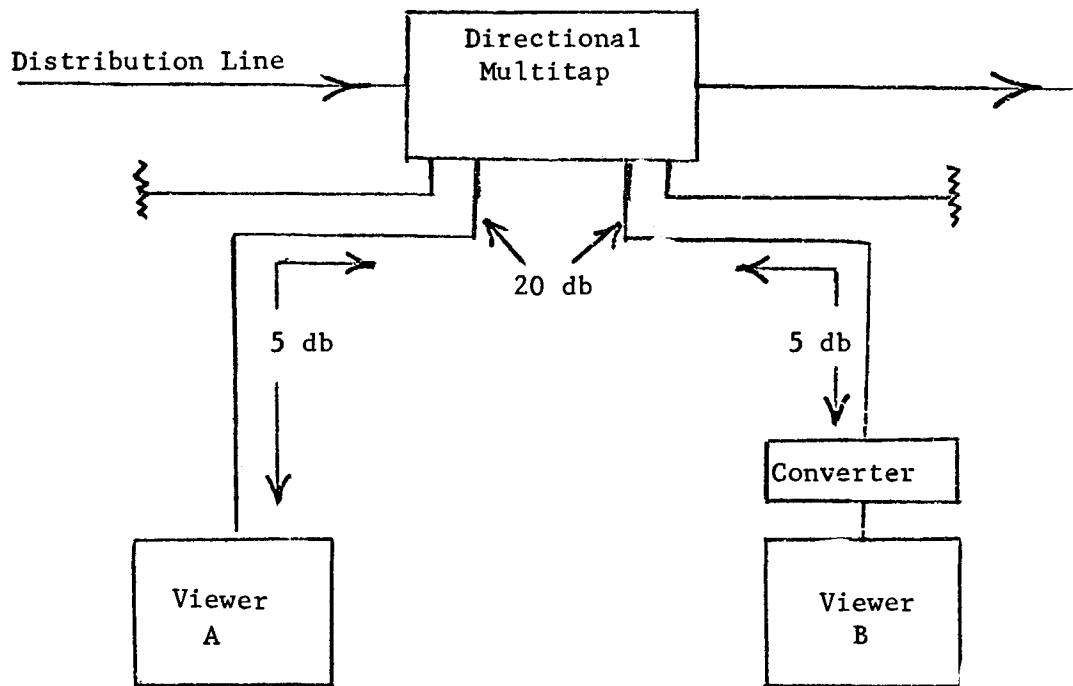 Directional
Multitap
Distribution Line
20 db
5 db
5 db
Converter
Viewer
A
Viewer
B